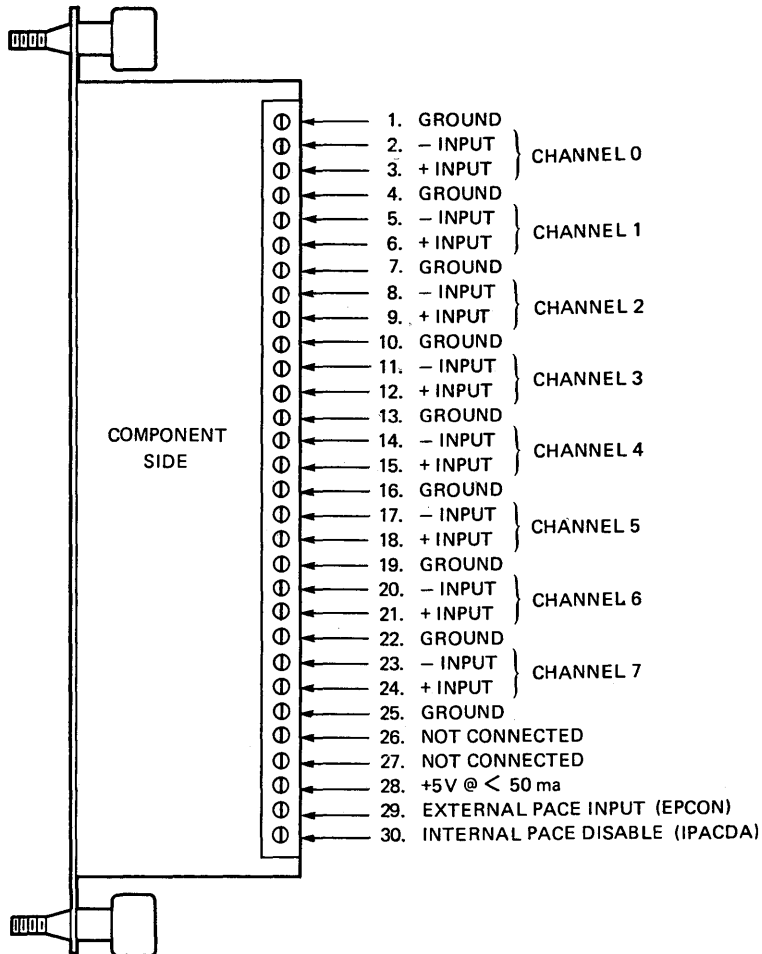 1. GROUND
2. – INPUT
3. + INPUT
CHANNEL 0
4. GROUND
5. – INPUT
6. + INPUT
CHANNEL 1
7. GROUND
8. – INPUT
9. + INPUT
CHANNEL 2
10. GROUND
11. – INPUT
12. + INPUT
CHANNEL 3
13. GROUND
14. – INPUT
15. + INPUT
CHANNEL 4
16. GROUND
17. – INPUT
18. + INPUT
CHANNEL 5
19. GROUND
20. – INPUT
21. + INPUT
CHANNEL 6
22. GROUND
23. – INPUT
24. + INPUT
CHANNEL 7
25. GROUND
26. NOT CONNECTED
27. NOT CONNECTED
28. +5V @ < 50 ma
29. EXTERNAL PACE INPUT (EPCON)
30. INTERNAL PACE DISABLE (IPACDA)
COMPONENT
SIDE